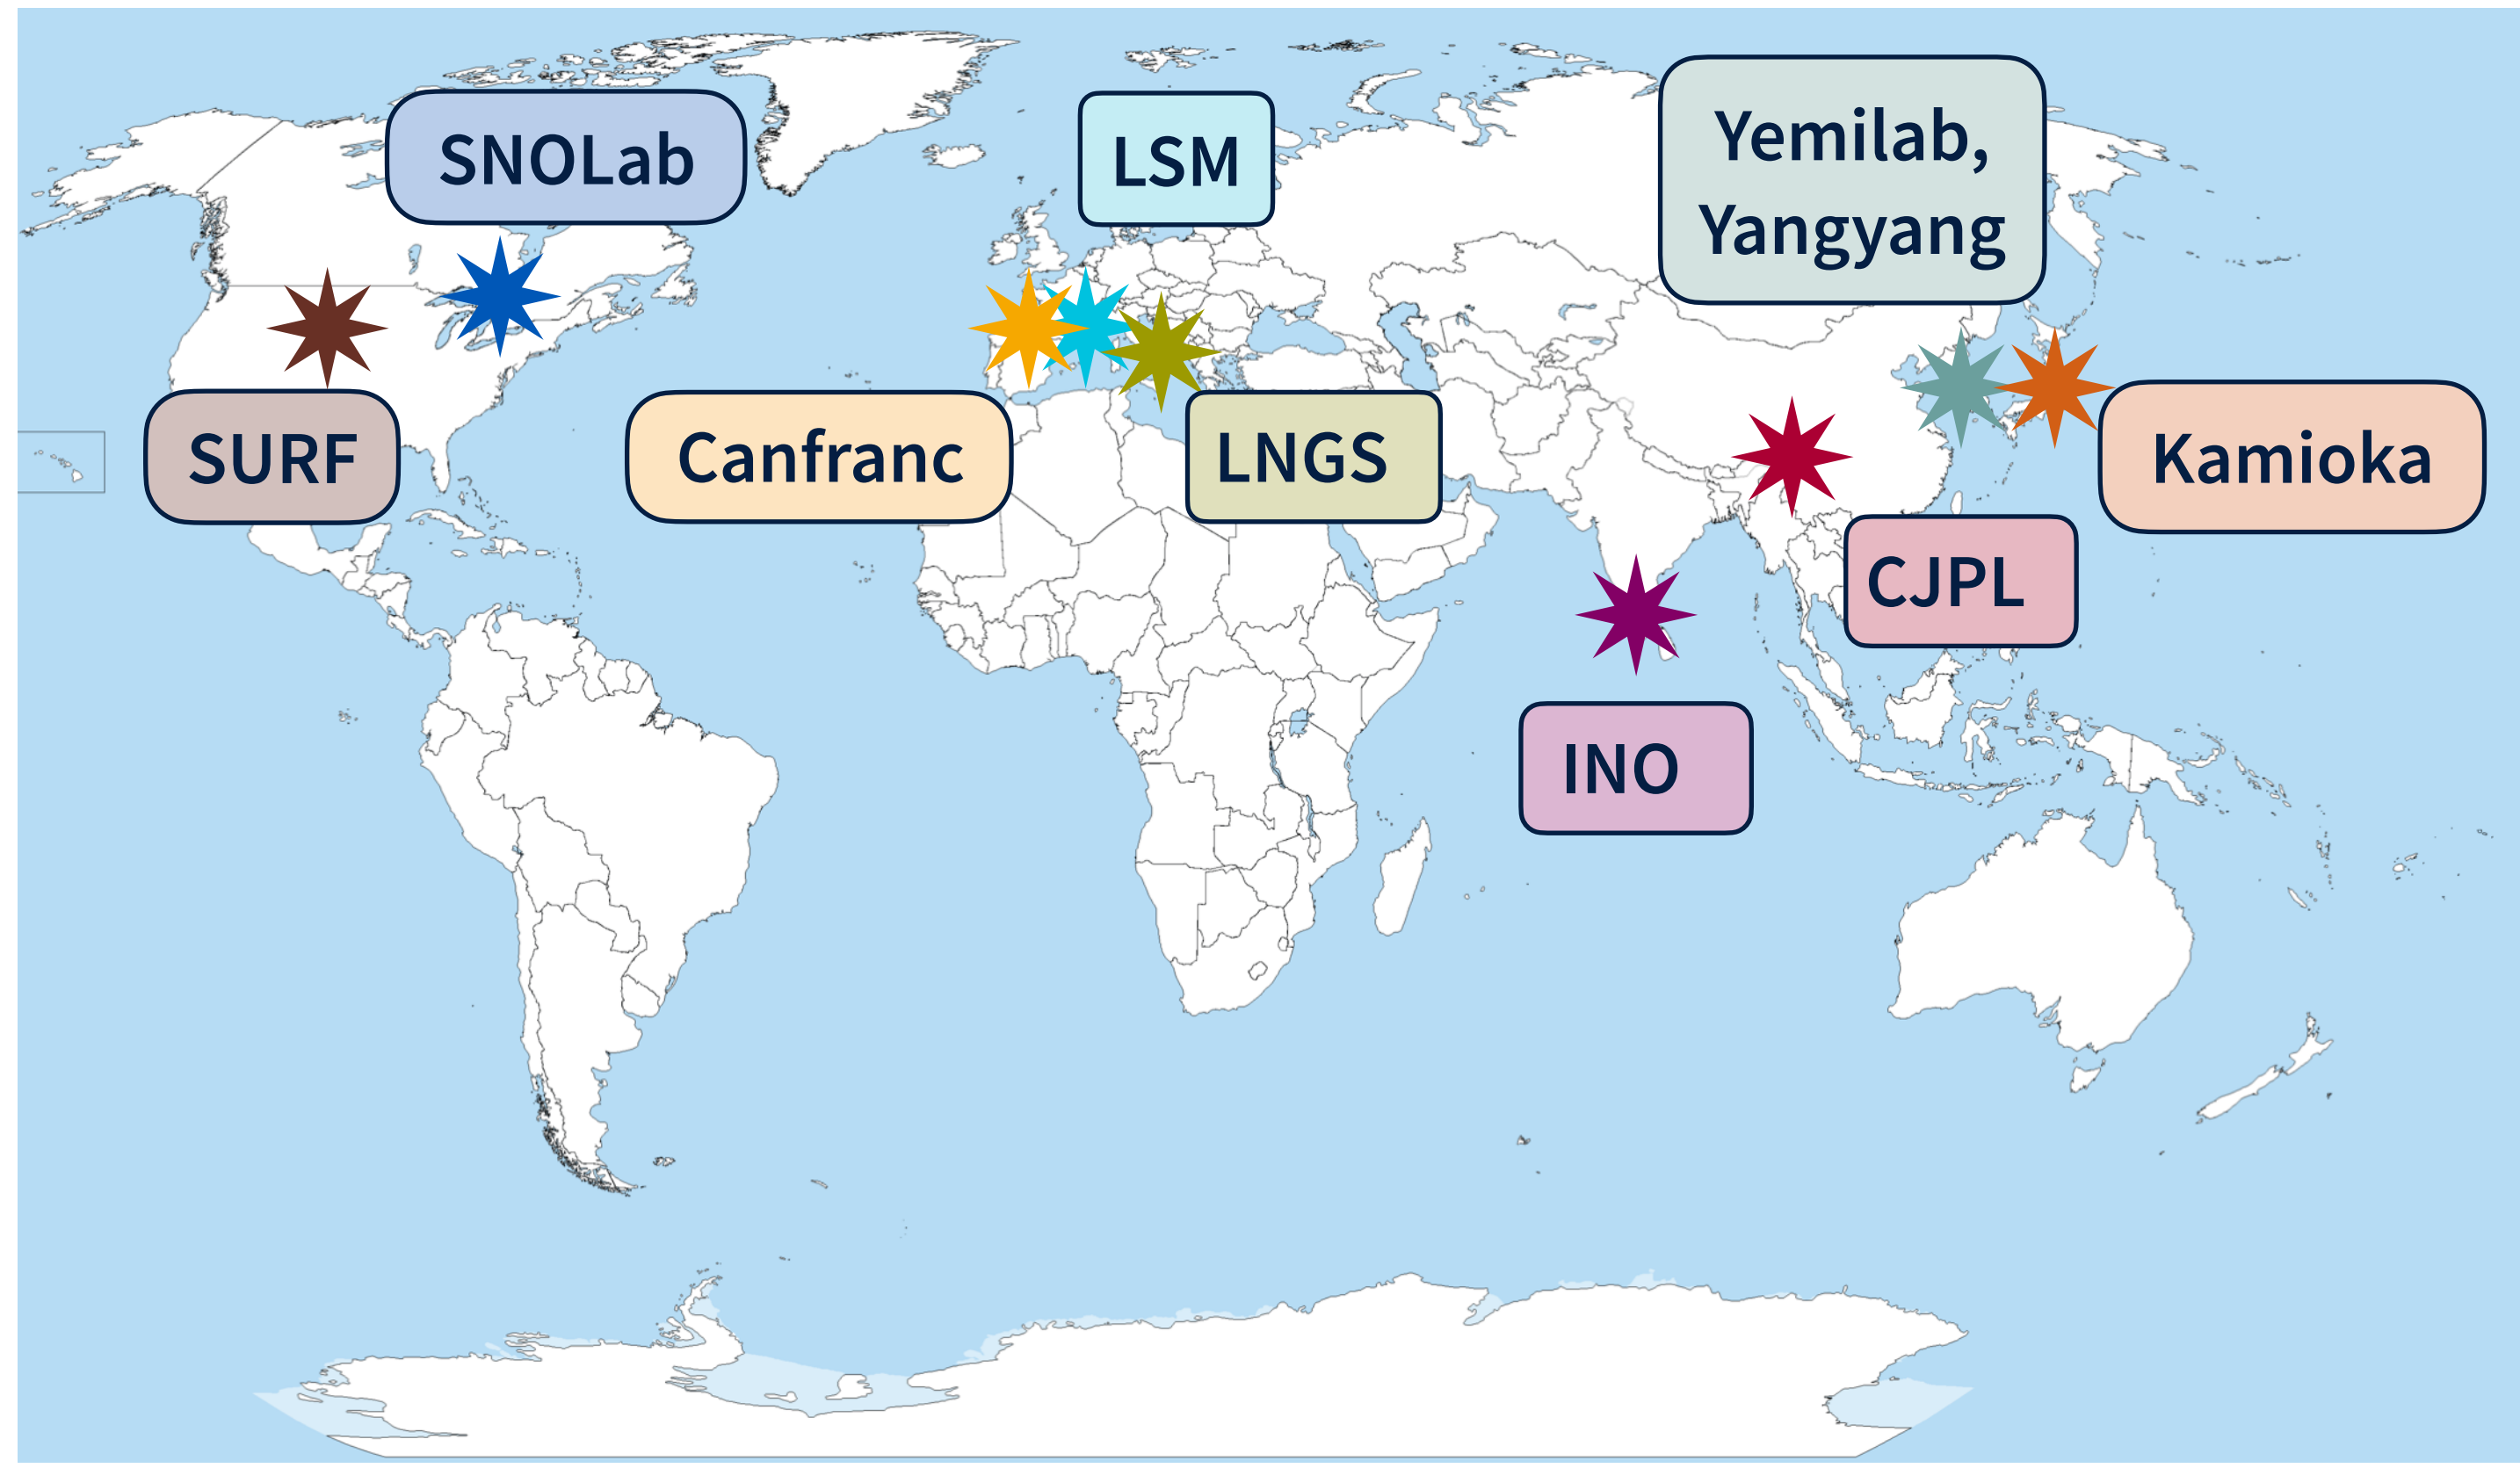 SNOLab
LSM
Yemilab,
Yangyang
SURF
Canfranc
LNGS
Kamioka
CJPL
INO